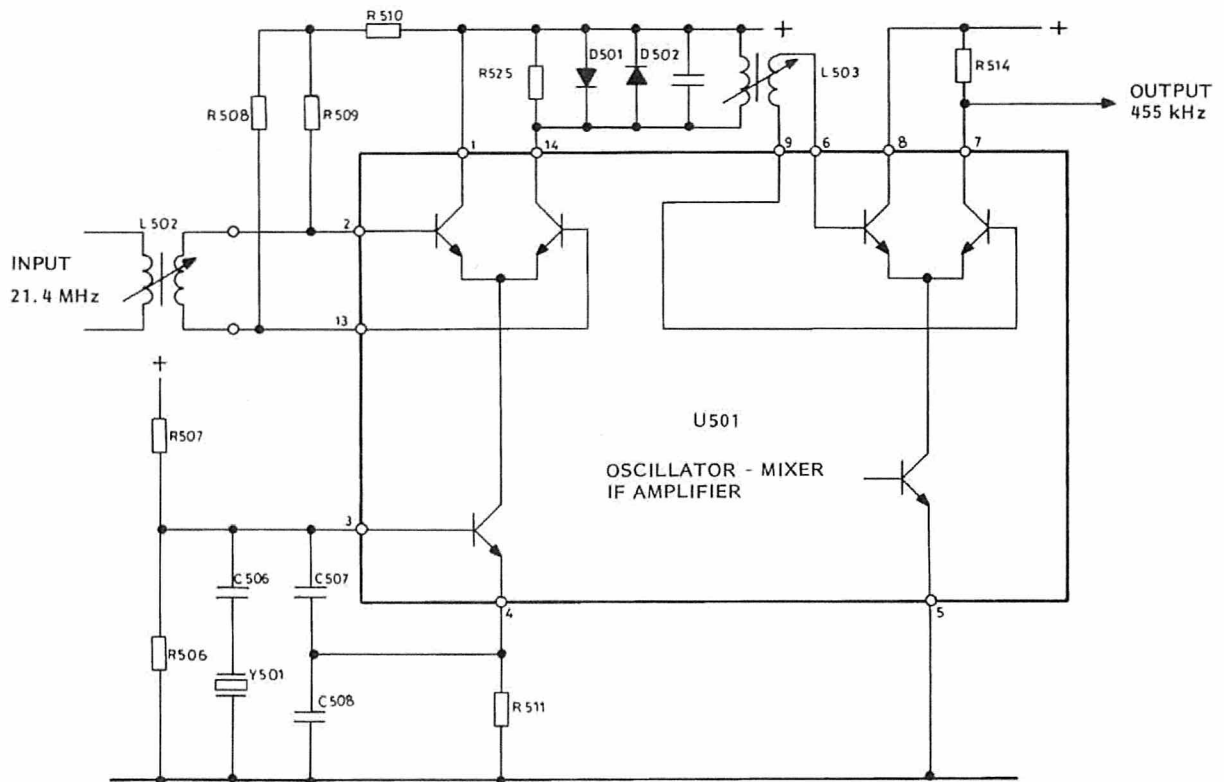 R510
+
+
D501
D502
R525
L503
R514
R508
R509
OUTPUT
455 kHz
1
14
9
6
8
7
L502
2
INPUT
21.4 MHz
13
+
R507
U501
OSCILLATOR - MIXER
IF AMPLIFIER
3
C506
C507
4
5
R506
Y501
C508
R511